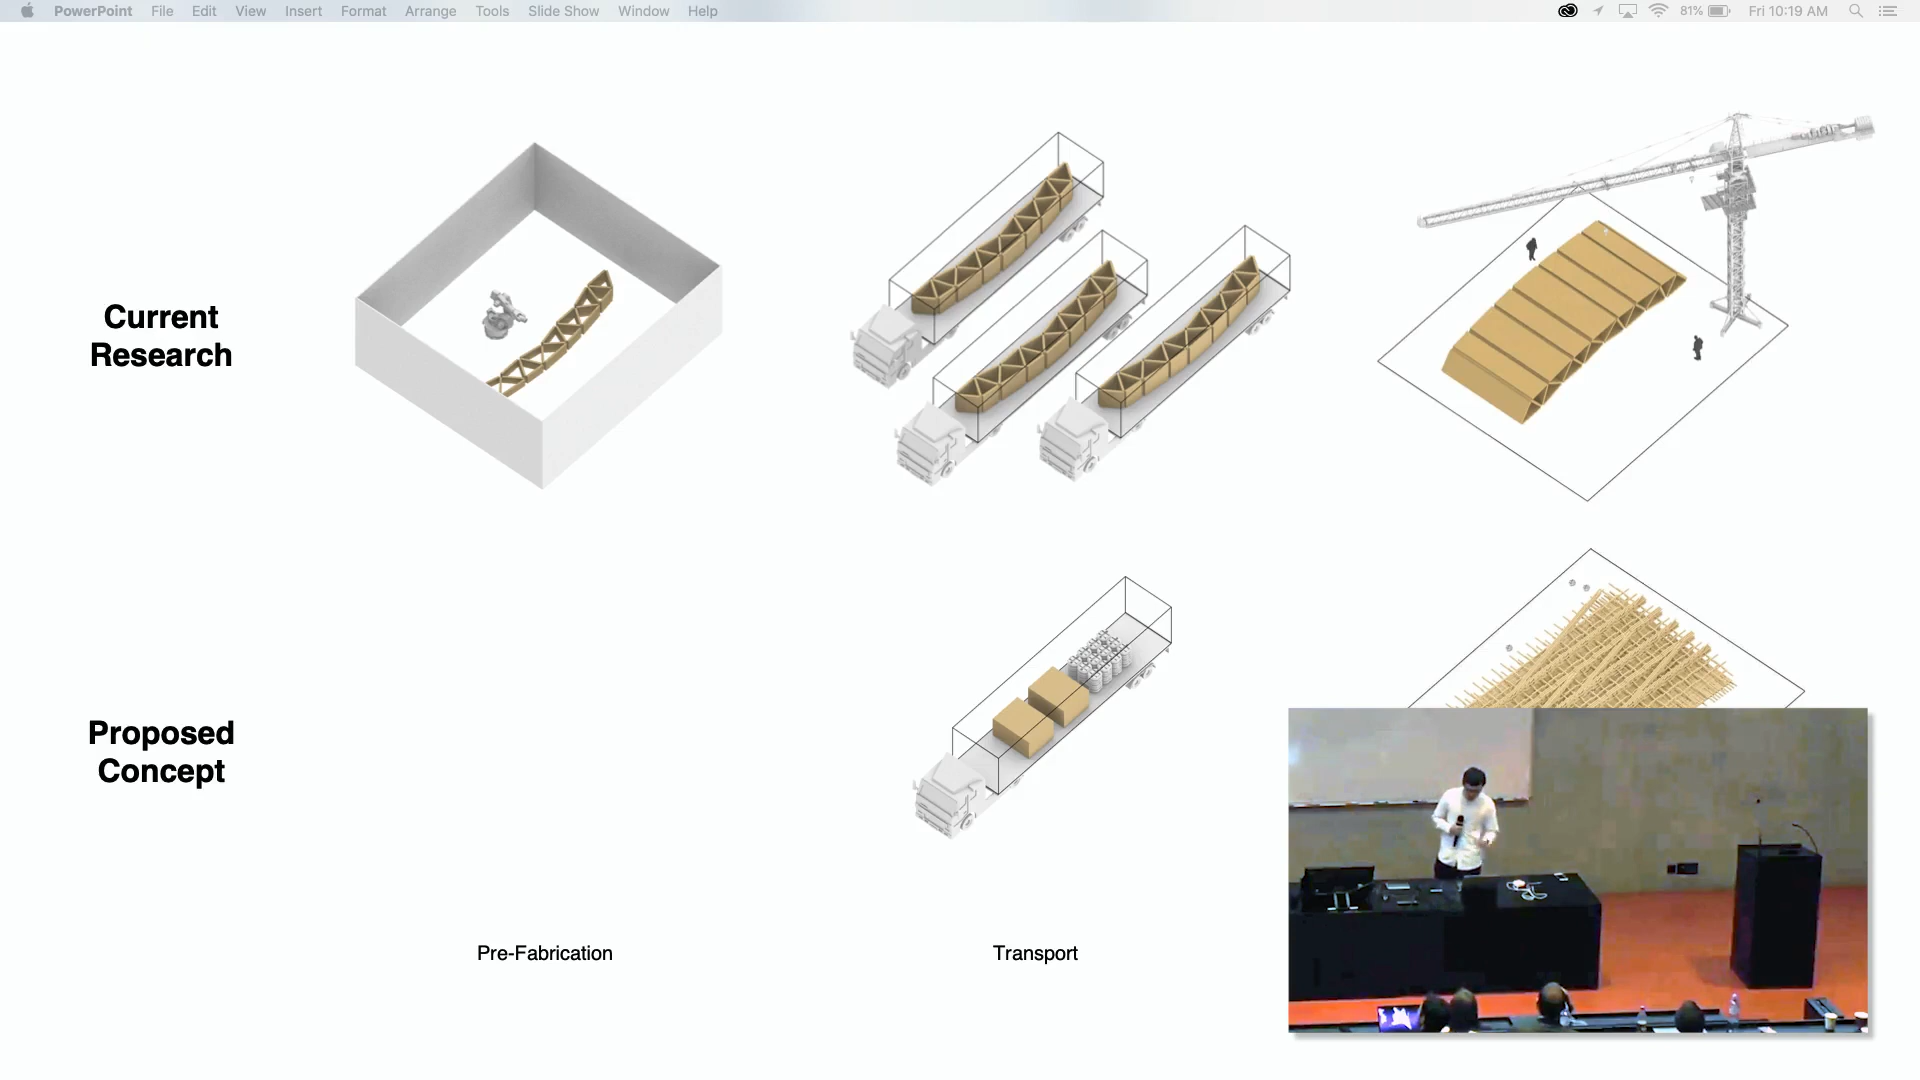 PowerPoint File Edit View Insert Format Arrange Tools Slide Show Window Help 81% Fri 10:19 AM
Current
Research
Proposed
Concept
Pre-Fabrication
Transport